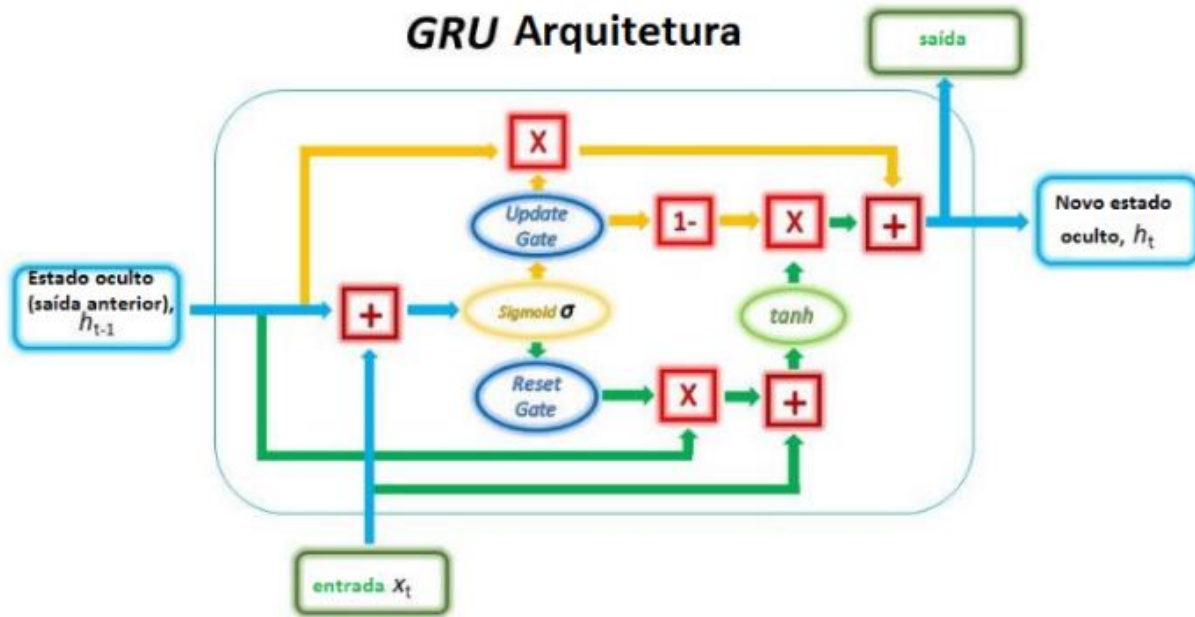 GRU Arquitetura
saída
X
Update
Gate
1-
X
+
Novo estado
oculto, ht
Estado oculto
(saída anterior),
ht-1
+
Sigmoid σ
tanh
Reset
Gate
X
+
entrada xt